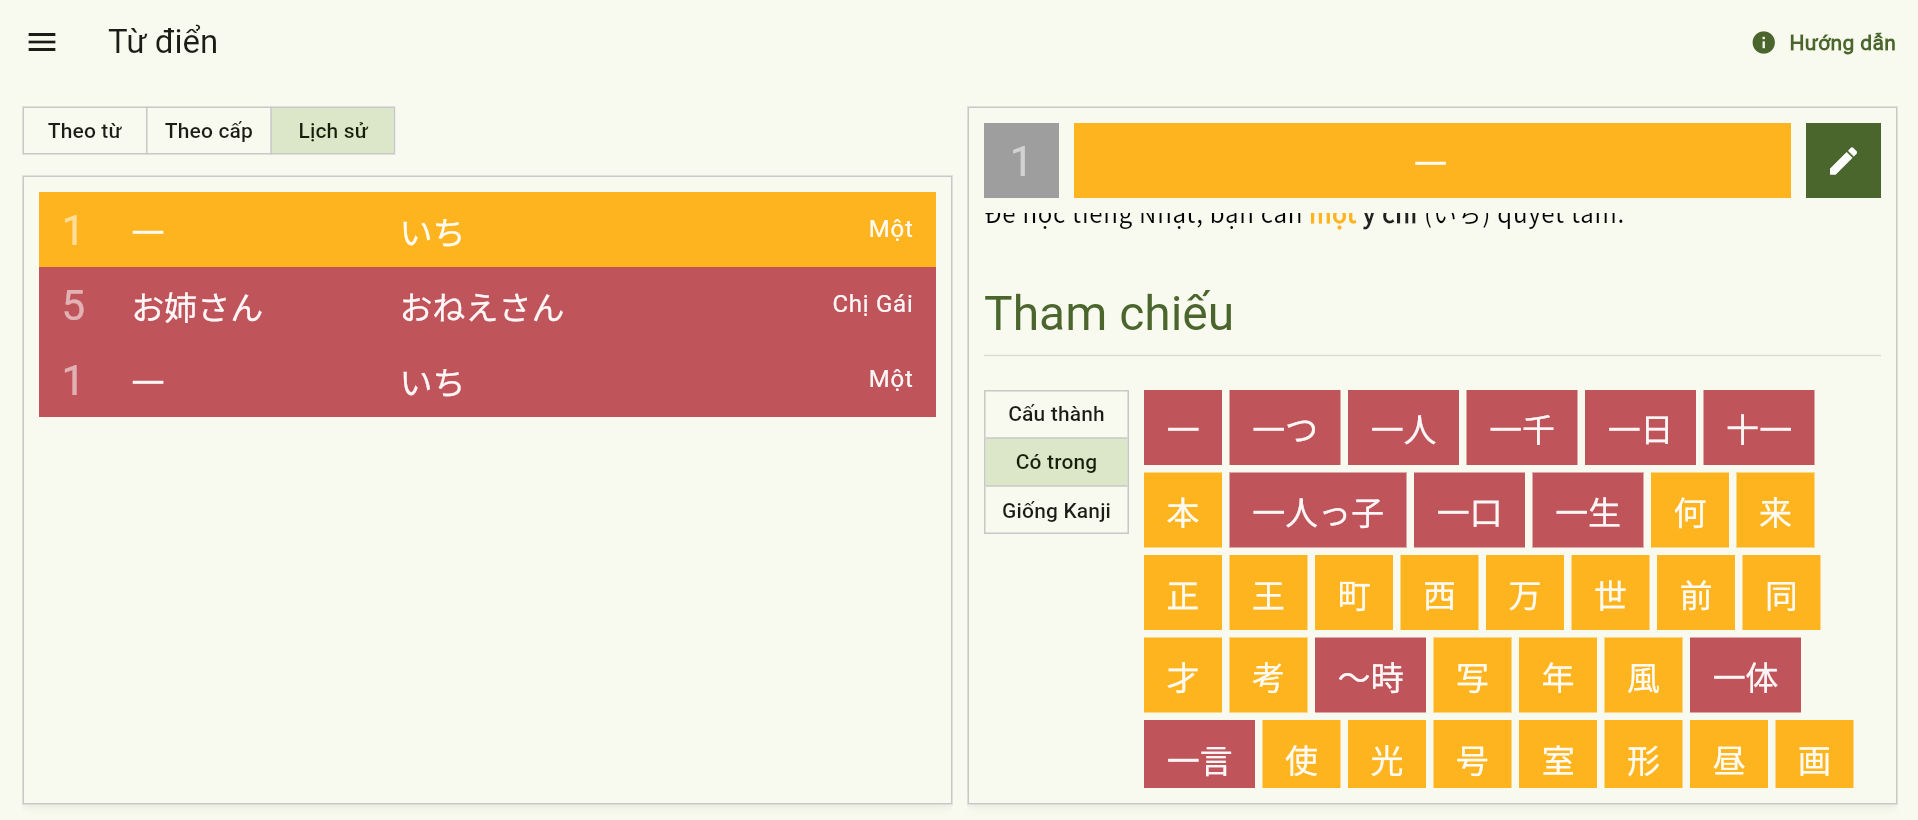 Từ điển
Hướng dẫn
Theo từ
Theo cấp
Lịch sử
1 一 いち Một
5 お姉さん おねえさん Chị Gái
1 一 いち Một
1
一
Để học tiếng Nhật, bạn cần một ý chí (いち) quyết tâm.
Tham chiếu
Cấu thành
Có trong
Giống Kanji
一 一つ 一人 一千 一日 十一
本 一人っ子 一口 一生 何 来
正 王 町 西 万 世 前 同
才 考 〜時 写 年 風 一体
一言 使 光 号 室 形 昼 画